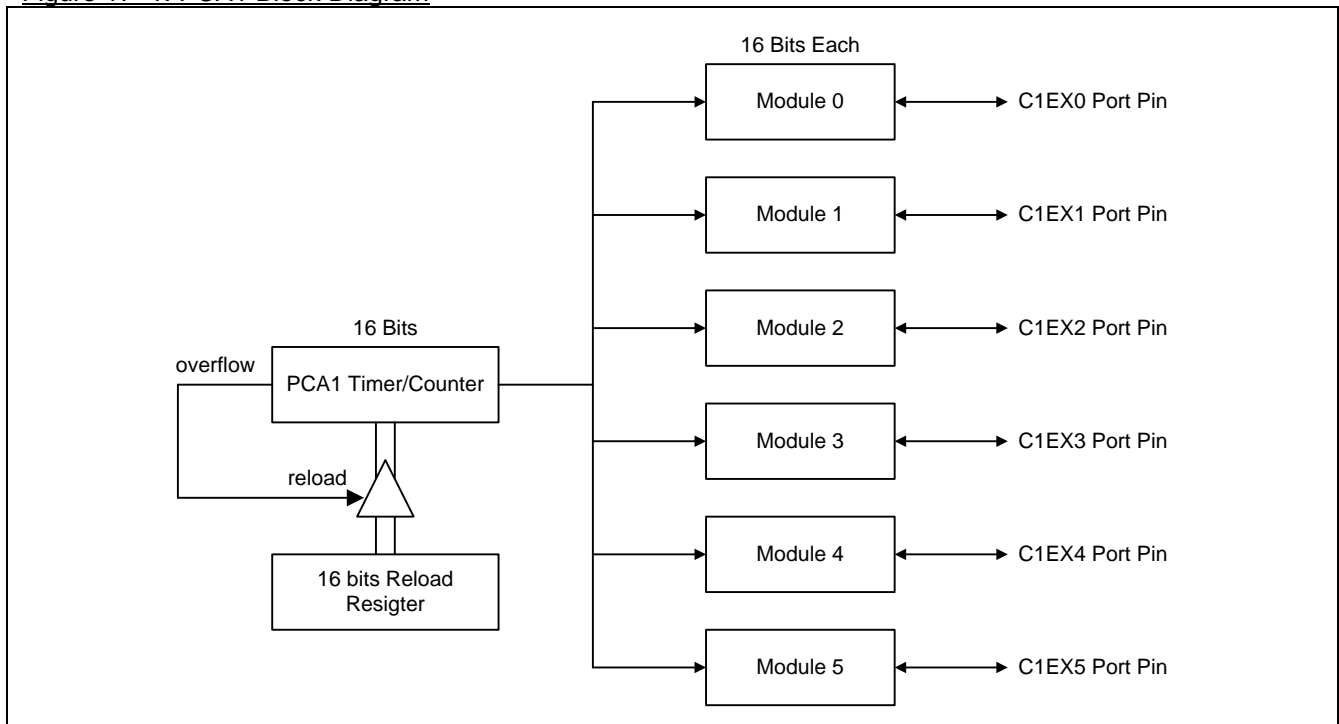 16 Bits Each
Module 0
C1EX0 Port Pin
Module 1
C1EX1 Port Pin
Module 2
C1EX2 Port Pin
16 Bits
overflow
PCA1 Timer/Counter
Module 3
C1EX3 Port Pin
reload
Module 4
C1EX4 Port Pin
16 bits Reload
Resigter
Module 5
C1EX5 Port Pin